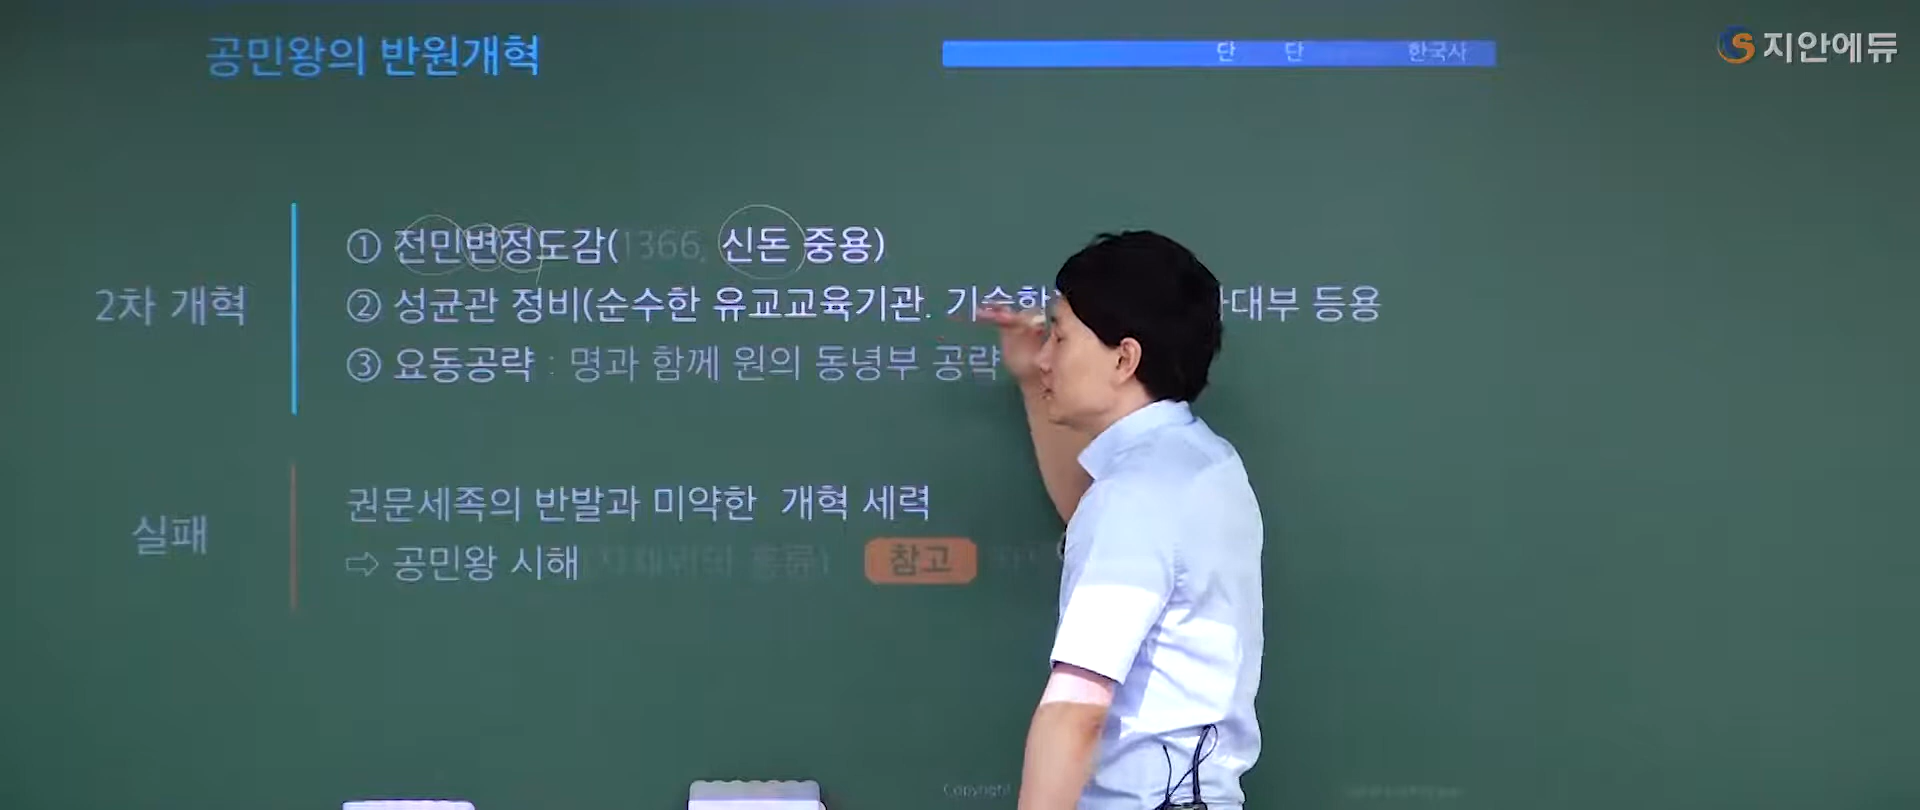 공민왕의 반원개혁
단 단 한국사
지안에듀
2차 개혁
① 전민변정도감(1366, 신돈 중용)
② 성균관 정비(순수한 유교교육기관. 대부 등용
③ 요동공략 : 명과 함께 원의 동녕부 공략
실패
권문세족의 반발과 미약한 개혁 세력
⇨ 공민왕 시해
참고
Copyright